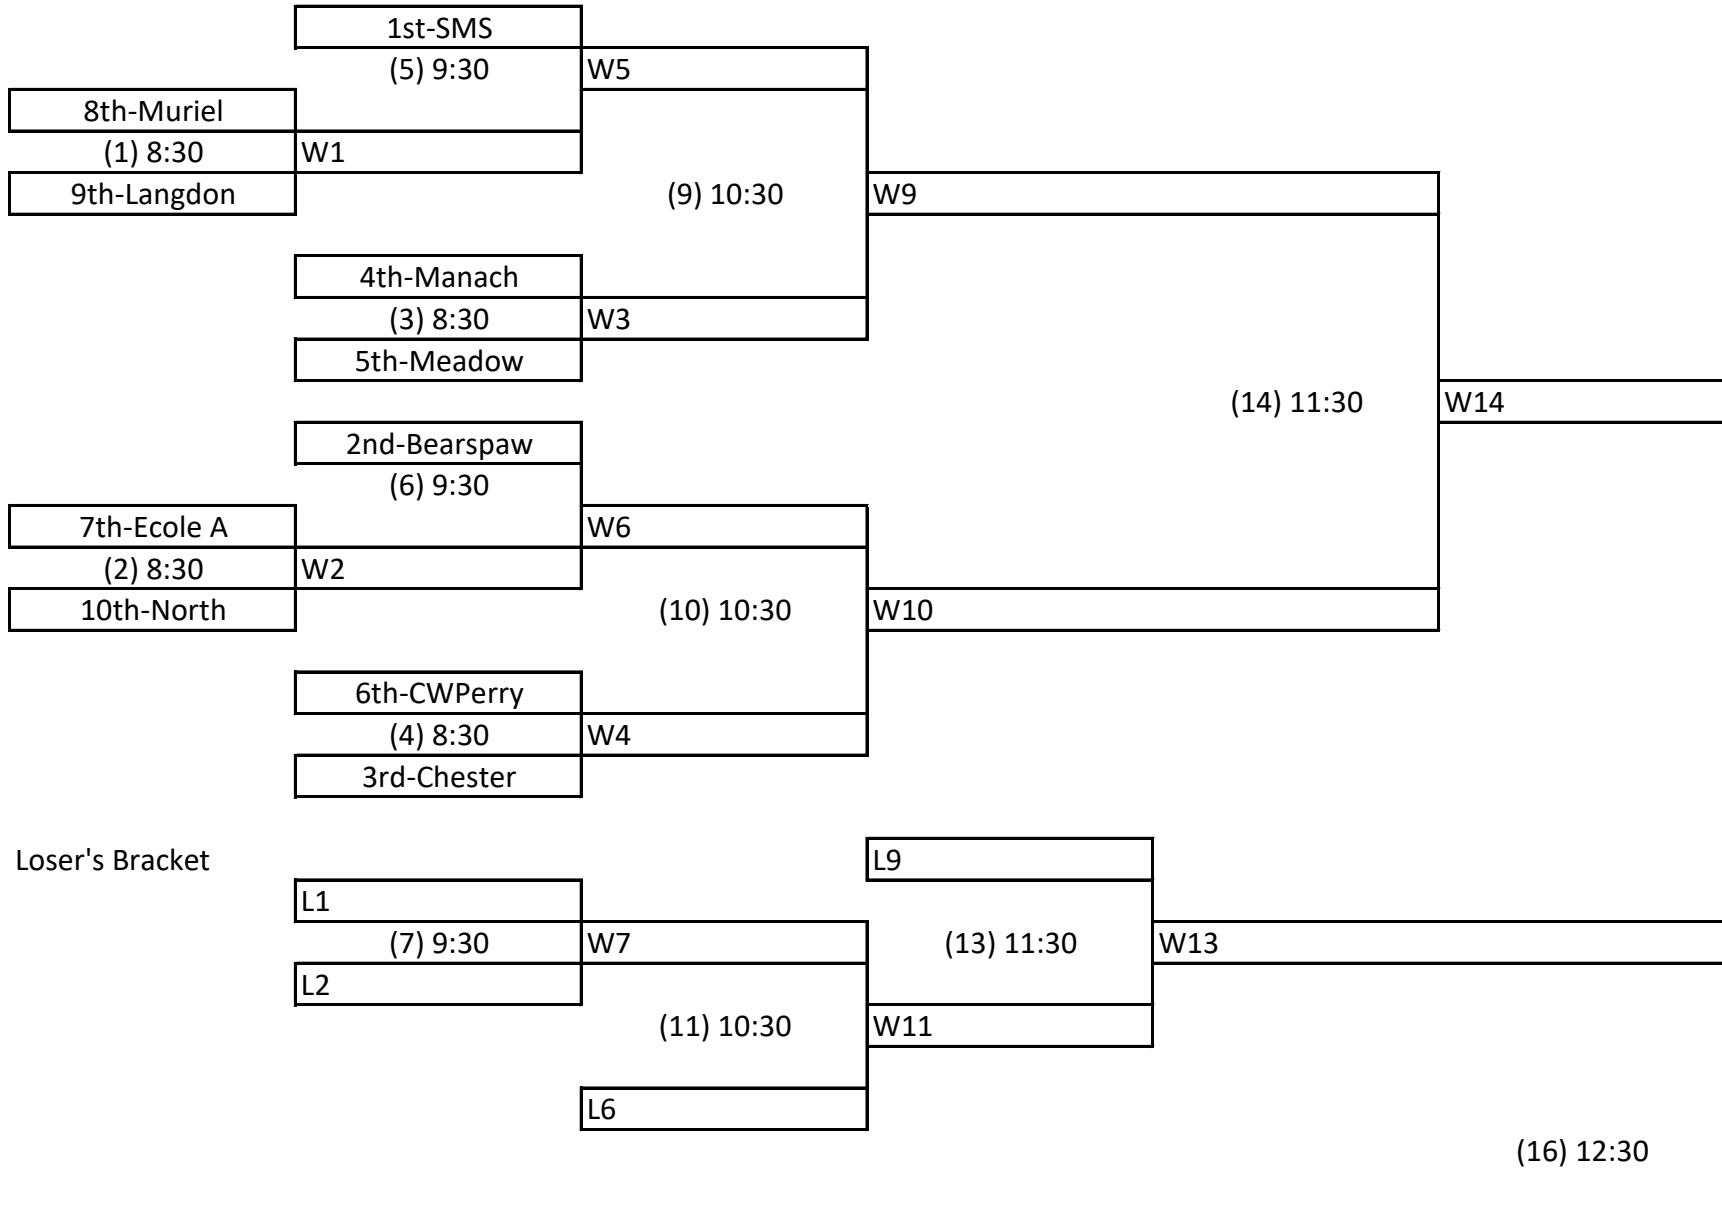 1st-SMS
(5) 9:30
W5
8th-Muriel
(1) 8:30
W1
9th-Langdon
(9) 10:30
W9
4th-Manach
(3) 8:30
W3
5th-Meadow
(14) 11:30
W14
2nd-Bearspaw
(6) 9:30
7th-Ecole A
W6
(2) 8:30
W2
10th-North
(10) 10:30
W10
6th-CWPerry
(4) 8:30
W4
3rd-Chester
Loser's Bracket
L9
L1
(7) 9:30
W7
(13) 11:30
W13
L2
(11) 10:30
W11
L6
(16) 12:30